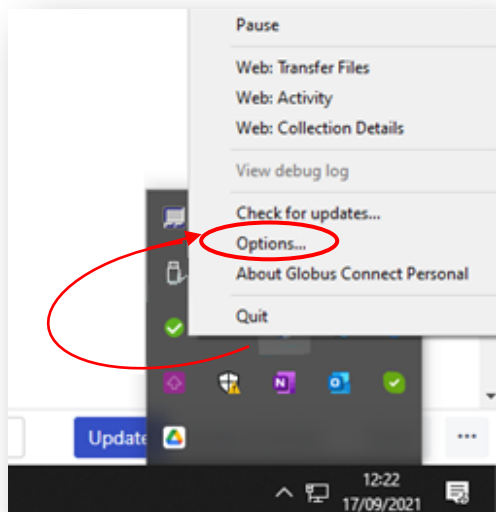 Pause
Web: Transfer Files
Web: Activity
Web: Collection Details
View debug log
Check for updates...
Options...
About Globus Connect Personal
Quit
Update
12:22
17/09/2021